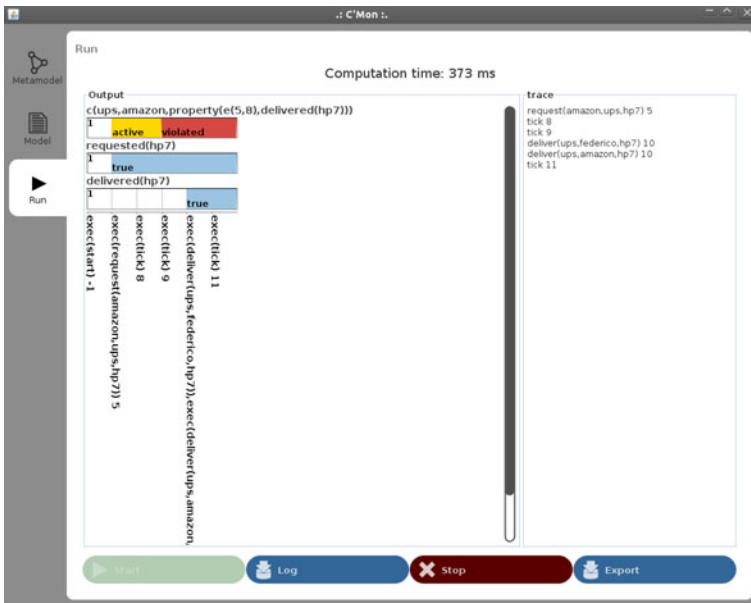 .: C'Mon :.
Metamodel
Model
Run
Run
Computation time: 373 ms
Output
c(ups,amazon,property(e(5,8),delivered(hp7)))
1 active violated
requested(hp7)
1 true
delivered(hp7)
1 true
exec(start) -1
exec(request(amazon,ups,hp7)) 5
exec(tick) 8
exec(tick) 9
exec(deliver(ups,federico,hp7)),exec(deliver(ups,amazon,
exec(tick) 11
trace
request(amazon,ups,hp7) 5
tick 8
tick 9
deliver(ups,federico,hp7) 10
deliver(ups,amazon,hp7) 10
tick 11
Start
Log
Stop
Export